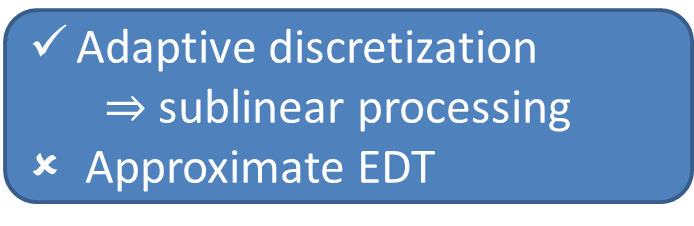 ✓ Adaptive discretization
⇒ sublinear processing
✘ Approximate EDT